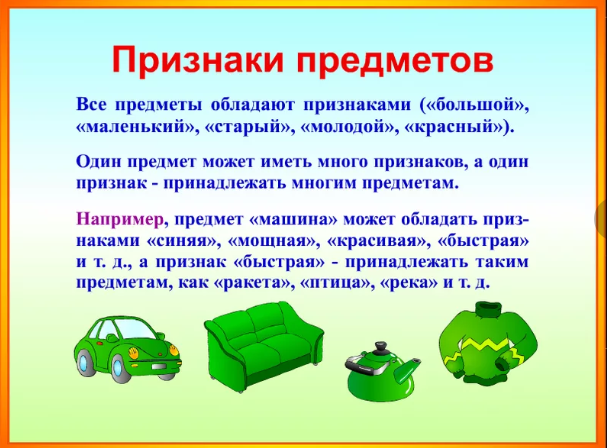 Признаки предметов
Все предметы обладают признаками («большой»,
«маленький», «старый», «молодой», «красный»).
Один предмет может иметь много признаков, а один
признак - принадлежать многим предметам.
Например, предмет «машина» может обладать приз-
наками «синяя», «мощная», «красивая», «быстрая»
и т. д., а признак «быстрая» - принадлежать таким
предметам, как «ракета», «птица», «река» и т. д.